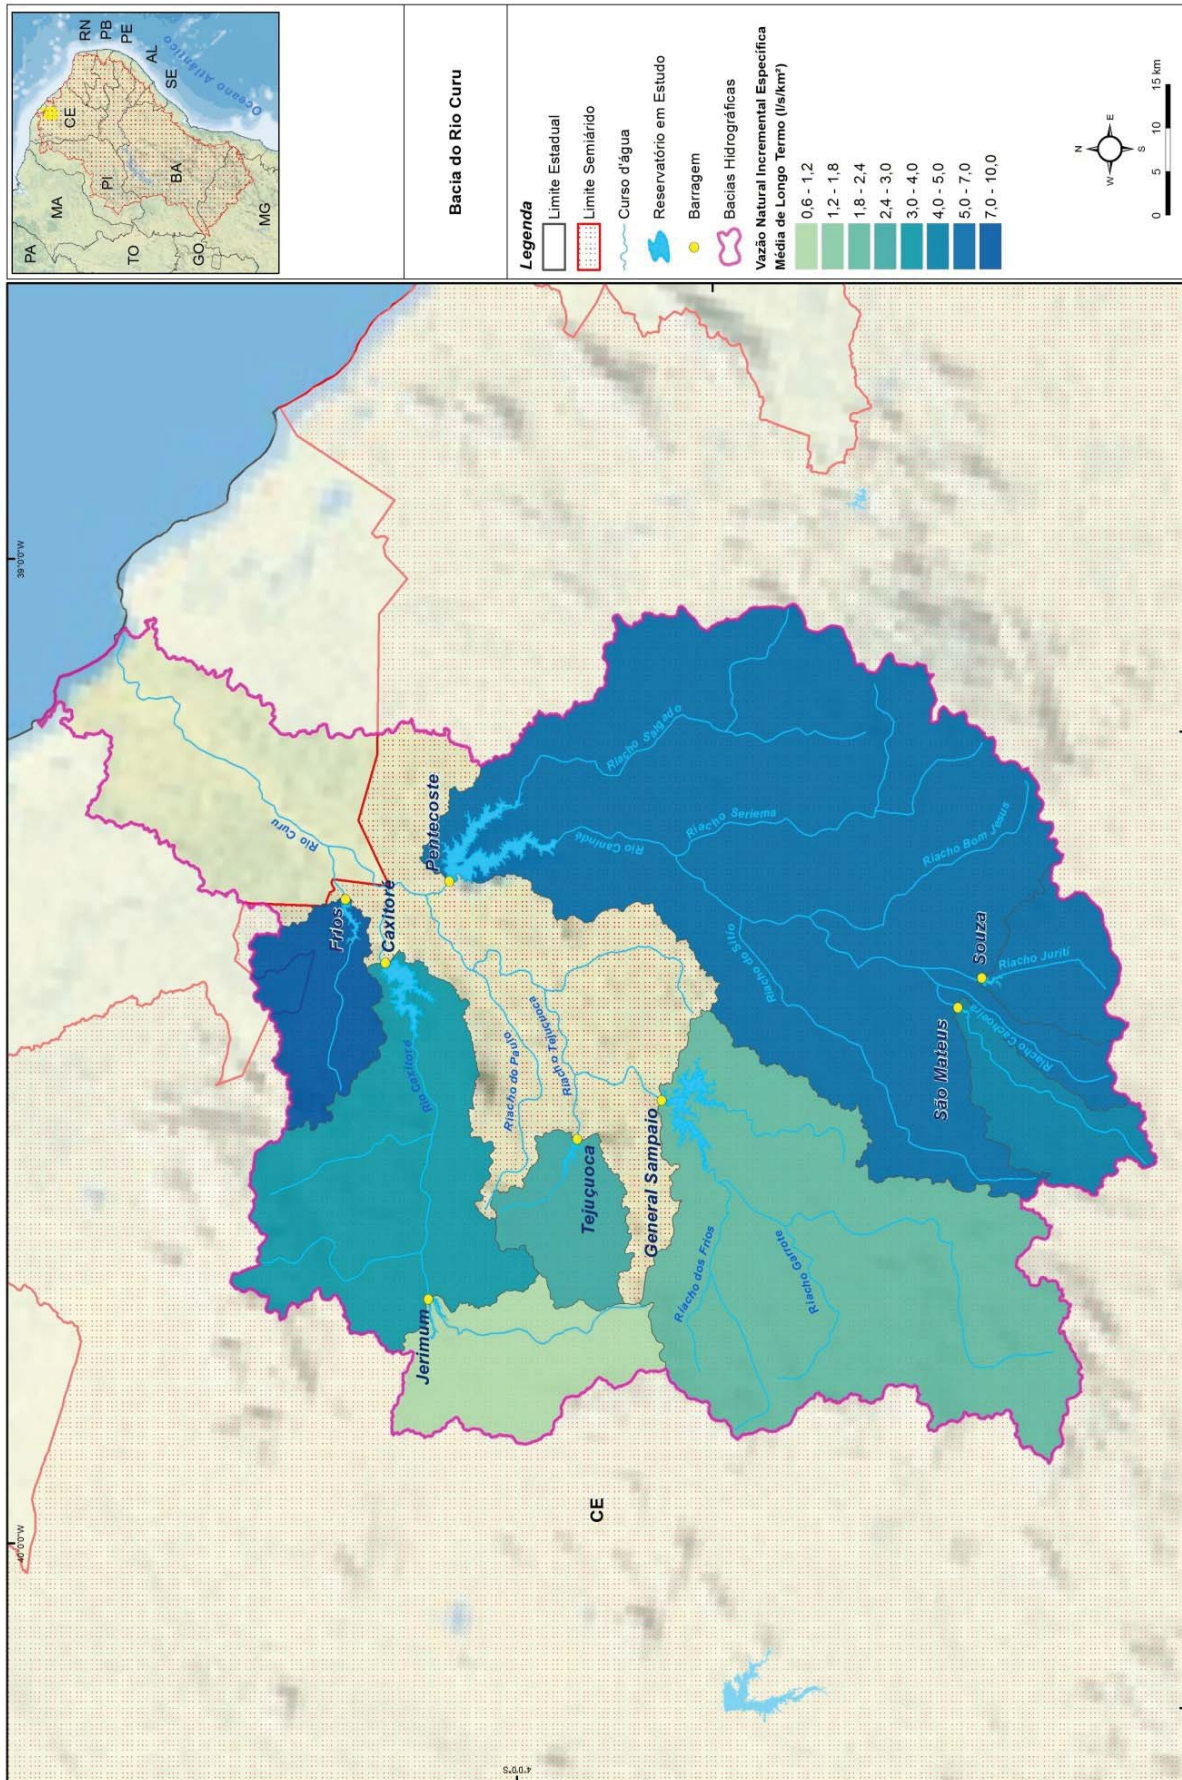 PA
MA
TO
GO
PI
CE
BA
MG
RN
PB
PE
AL
SE
Oceano Atlântico
Bacia do Rio Curu
Legenda
Limite Estadual
Limite Semiárido
Curso d'água
Reservatório em Estudo
Barragem
Bacias Hidrográficas
Vazão Natural Incremental Específica
Média de Longo Termo (l/s/km²)
0,6 - 1,2
1,2 - 1,8
1,8 - 2,4
2,4 - 3,0
3,0 - 4,0
4,0 - 5,0
5,0 - 7,0
7,0 - 10,0
N
W
E
S
0
5
10
15 km
40°0'0"W
39°0'0"W
4°0'0"S
CE
Rio Curu
Frios
Caxitoré
Pentecoste
Rio Caxitoré
Riacho do Paulo
Riacho Tejuçuoca
Jerimum
Tejuçuoca
General Sampaio
Riacho dos Frios
Riacho Garrote
Riacho Salgado
Rio Canindé
Riacho Seriema
Riacho do Sítio
Riacho Bom Jesus
Souza
São Mateus
Riacho Juriti
Riacho Cachoeira